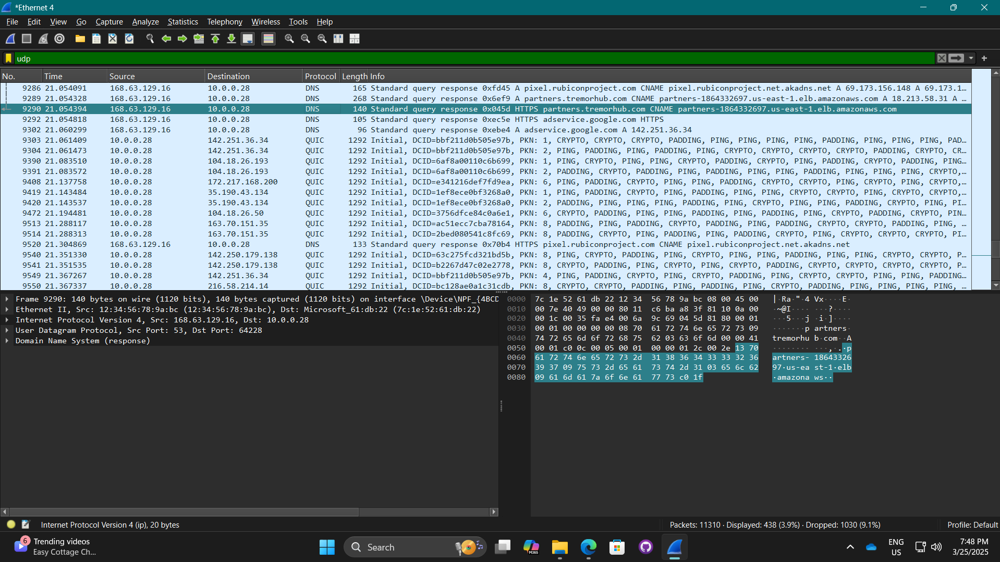 *Ethernet 4
File Edit View Go Capture Analyze Statistics Telephony Wireless Tools Help
udp
No. Time Source Destination Protocol Length Info
9286 21.054091 168.63.129.16 10.0.0.28 DNS 165 Standard query response 0xfd45 A pixel.rubiconproject.com CNAME pixel.rubiconproject.net.akadns.net A 69.173.156.148 A 69.173.1…
9289 21.054328 168.63.129.16 10.0.0.28 DNS 268 Standard query response 0x6ef9 A partners.tremorhub.com CNAME partners-1864332697.us-east-1.elb.amazonaws.com A 18.213.58.31 A …
9290 21.054394 168.63.129.16 10.0.0.28 DNS 140 Standard query response 0x045d HTTPS partners.tremorhub.com CNAME partners-1864332697.us-east-1.elb.amazonaws.com
9292 21.054818 168.63.129.16 10.0.0.28 DNS 105 Standard query response 0xec5e HTTPS adservice.google.com HTTPS
9302 21.060299 168.63.129.16 10.0.0.28 DNS 96 Standard query response 0xebe4 A adservice.google.com A 142.251.36.34
9303 21.061409 10.0.0.28 142.251.36.34 QUIC 1292 Initial, DCID=bbf211d0b505e97b, PKN: 1, CRYPTO, CRYPTO, CRYPTO, PADDING, PING, PING, PING, PING, PADDING, PING, PING, PING, PAD…
9304 21.061473 10.0.0.28 142.251.36.34 QUIC 1292 Initial, DCID=bbf211d0b505e97b, PKN: 2, PING, PADDING, PING, PADDING, PING, CRYPTO, CRYPTO, CRYPTO, CRYPTO, PADDING, CRYPTO, CR…
9390 21.083510 10.0.0.28 104.18.26.193 QUIC 1292 Initial, DCID=6af8a00110c6b699, PKN: 1, PING, CRYPTO, PING, PING, CRYPTO, PADDING, CRYPTO, PING, PADDING, CRYPTO, PADDING, PING…
9391 21.083572 10.0.0.28 104.18.26.193 QUIC 1292 Initial, DCID=6af8a00110c6b699, PKN: 2, PADDING, CRYPTO, PADDING, PING, PADDING, PING, PING, PADDING, PING, PING, PING, CRYPTO,…
9408 21.137758 10.0.0.28 172.217.168.200 QUIC 1292 Initial, DCID=e341216def7fd9ea, PKN: 6, PING, PADDING, CRYPTO, PING, PING, PADDING, CRYPTO, CRYPTO, PING, CRYPTO, PING, CRYPTO,…
9419 21.143484 10.0.0.28 35.190.43.134 QUIC 1292 Initial, DCID=1ef8ece0bf3268a0, PKN: 1, PADDING, CRYPTO, PING, PADDING, PING, PING, CRYPTO, CRYPTO, PING, CRYPTO, CRYPTO,…
9420 21.143537 10.0.0.28 35.190.43.134 QUIC 1292 Initial, DCID=1ef8ece0bf3268a0, PKN: 2, PADDING, PING, PING, PING, PADDING, PING, CRYPTO, PING, PING, PADDING, CRYPTO, PING, PI…
9472 21.194481 10.0.0.28 104.18.26.50 QUIC 1292 Initial, DCID=3756dfce84c0a6e1, PKN: 6, CRYPTO, PADDING, PING, PING, PADDING, PING, PADDING, PING, CRYPTO, PADDING, CRYPTO, PIN…
9513 21.288117 10.0.0.28 163.70.151.35 QUIC 1292 Initial, DCID=ac51ecc7cba78164, PKN: 8, PADDING, PING, PADDING, CRYPTO, PADDING, PING, PADDING, CRYPTO, CRYPTO, PADDING, PING, …
9514 21.288313 10.0.0.28 163.70.151.35 QUIC 1292 Initial, DCID=2bed080541c8fc69, PKN: 8, PADDING, CRYPTO, PING, PADDING, PING, PADDING, CRYPTO, PING, CRYPTO, CRYPTO, CRYPTO, PI…
9520 21.304869 168.63.129.16 10.0.0.28 DNS 133 Standard query response 0x70b4 HTTPS pixel.rubiconproject.com CNAME pixel.rubiconproject.net.akadns.net
9540 21.351330 10.0.0.28 142.250.179.138 QUIC 1292 Initial, DCID=63c275fcd321bd5b, PKN: 8, PING, CRYPTO, PADDING, PING, CRYPTO, PING, PING, PADDING, PING, PING, CRYPTO, CRYPTO, P…
9541 21.351535 10.0.0.28 142.250.179.138 QUIC 1292 Initial, DCID=b2267d47c02e2778, PKN: 8, CRYPTO, PADDING, PING, CRYPTO, PING, CRYPTO, PADDING, CRYPTO, CRYPTO, CRYPTO, CRYPTO, P…
9549 21.367267 10.0.0.28 142.251.36.34 QUIC 1292 Initial, DCID=bbf211d0b505e97b, PKN: 4, PING, PADDING, CRYPTO, PING, CRYPTO, PADDING, PING, CRYPTO, CRYPTO, PING, PING, PADDING…
9550 21.367337 10.0.0.28 216.58.214.14 QUIC 1292 Initial, DCID=bc128ae0a1c31cdb, PKN: 8, CRYPTO, CRYPTO, PADDING, PING, PADDING, PING, CRYPTO, PADDING, PING, PING, PING, PING, …
Frame 9290: 140 bytes on wire (1120 bits), 140 bytes captured (1120 bits) on interface \Device\NPF_{4BCD
Ethernet II, Src: 12:34:56:78:9a:bc (12:34:56:78:9a:bc), Dst: Microsoft_61:db:22 (7c:1e:52:61:db:22)
Internet Protocol Version 4, Src: 168.63.129.16, Dst: 10.0.0.28
User Datagram Protocol, Src Port: 53, Dst Port: 64228
Domain Name System (response)
0000 7c 1e 52 61 db 22 12 34 56 78 9a bc 08 00 45 00 |·Ra·"·4 Vx····E·
0010 00 7e 40 49 00 00 80 11 c6 ba a8 3f 81 10 0a 00 ·~@I···· ···?····
0020 00 1c 00 35 fa e4 00 6a 9c 69 04 5d 81 80 00 01 ···5···j ·i·]····
0030 00 01 00 00 00 00 08 70 61 72 74 6e 65 72 73 09 ·······p artners·
0040 74 72 65 6d 6f 72 68 75 62 03 63 6f 6d 00 00 41 tremorhu b·com··A
0050 00 01 c0 0c 00 05 00 01 00 00 01 2c 00 2e 13 70 ········ ···,·.·p
0060 61 72 74 6e 65 72 73 2d 31 38 36 34 33 33 32 36 artners- 18643326
0070 39 37 09 75 73 2d 65 61 73 74 2d 31 03 65 6c 62 97·us-ea st-1·elb
0080 09 61 6d 61 7a 6f 6e 61 77 73 c0 1f ·amazona ws··
Internet Protocol Version 4 (ip), 20 bytes
Packets: 11310 · Displayed: 438 (3.9%) · Dropped: 1030 (9.1%)
Profile: Default
6
Trending videos
Easy Cottage Ch...
Search
M365
ENG
US
7:48 PM
3/25/2025